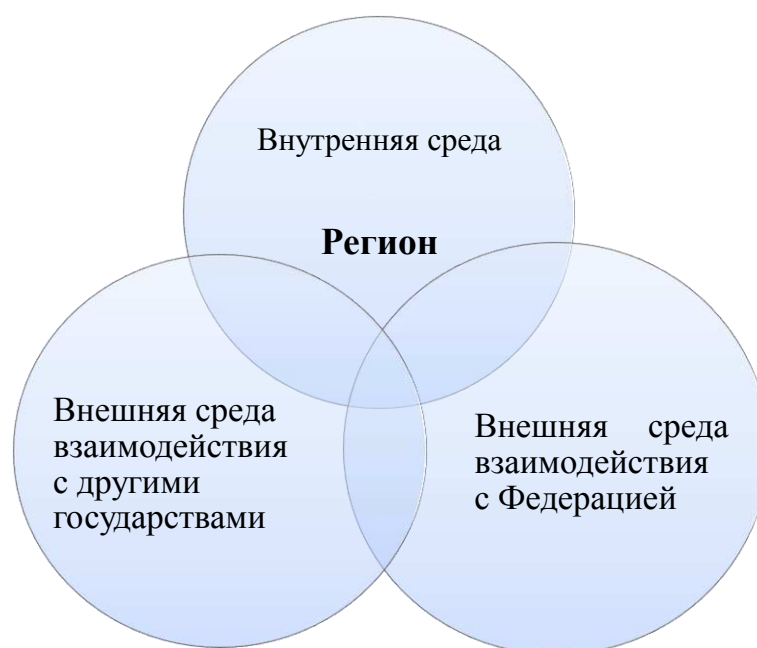 Внутренняя среда
Регион
Внешняя среда
взаимодействия
с другими
государствами
Внешняя среда
взаимодействия
с Федерацией